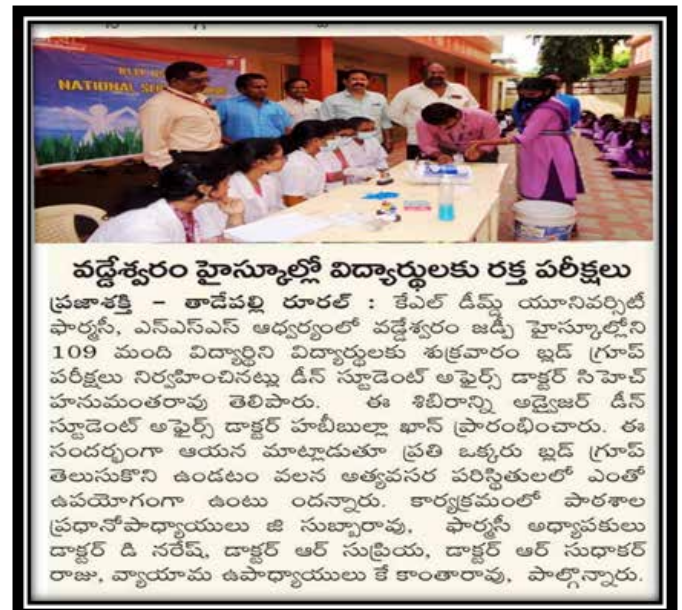 NATIONAL SER
వడ్డేశ్వరం హైస్కూల్లో విద్యార్థులకు రక్త పరీక్షలు
ప్రజాశక్తి – తాడేపల్లి రూరల్ : కేఎల్ డీమ్డ్ యూనివర్సిటీ
ఫార్మసీ, ఎన్ఎస్ఎస్ ఆధ్వర్యంలో వడ్డేశ్వరం జడ్పీ హైస్కూల్లోని
109 మంది విద్యార్థిని విద్యార్థులకు శుక్రవారం బ్లడ్ గ్రూప్
పరీక్షలు నిర్వహించినట్లు డీన్ స్టూడెంట్ అఫైర్స్ డాక్టర్ సిహెచ్
హనుమంతరావు తెలిపారు. ఈ శిబిరాన్ని అడ్వైజర్ డీన్
స్టూడెంట్ అఫైర్స్ డాక్టర్ హబీబుల్లా ఖాన్ ప్రారంభించారు. ఈ
సందర్భంగా ఆయన మాట్లాడుతూ ప్రతి ఒక్కరు బ్లడ్ గ్రూప్
తెలుసుకొని ఉండటం వలన అత్యవసర పరిస్థితులలో ఎంతో
ఉపయోగంగా ఉంటు ందన్నారు. కార్యక్రమంలో పాఠశాల
ప్రధానోపాధ్యాయులు జి సుబ్బారావు, ఫార్మసీ అధ్యాపకులు
డాక్టర్ డి నరేష్, డాక్టర్ ఆర్ సుప్రియ, డాక్టర్ ఆర్ సుధాకర్
రాజు, వ్యాయామ ఉపాధ్యాయులు కే కాంతారావు, పాల్గొన్నారు.